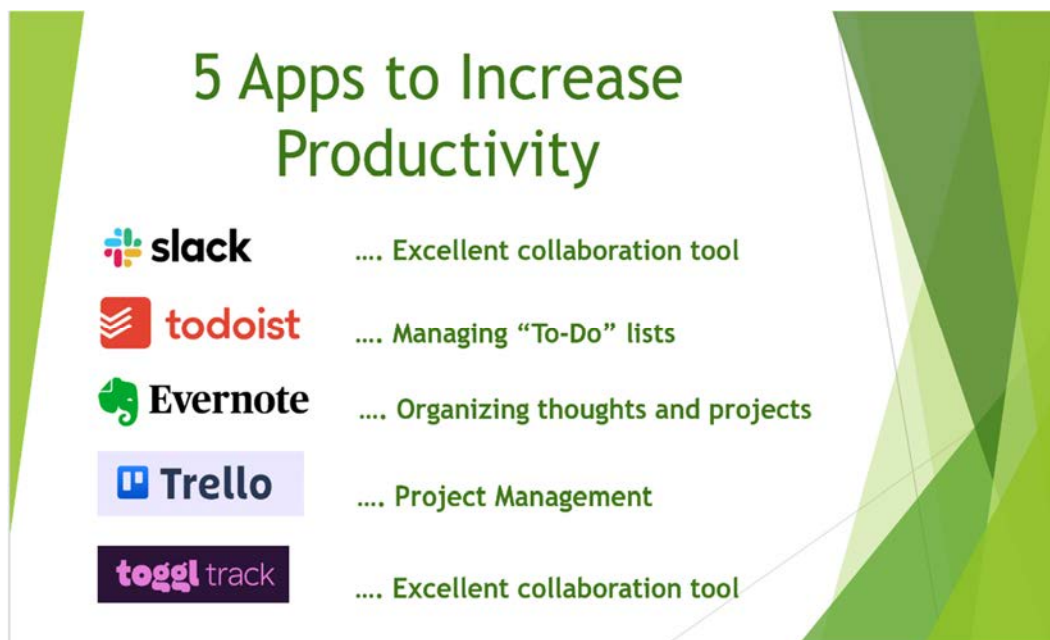 5 Apps to Increase
Productivity
slack .... Excellent collaboration tool
todoist .... Managing “To-Do” lists
Evernote .... Organizing thoughts and projects
Trello .... Project Management
toggl track .... Excellent collaboration tool